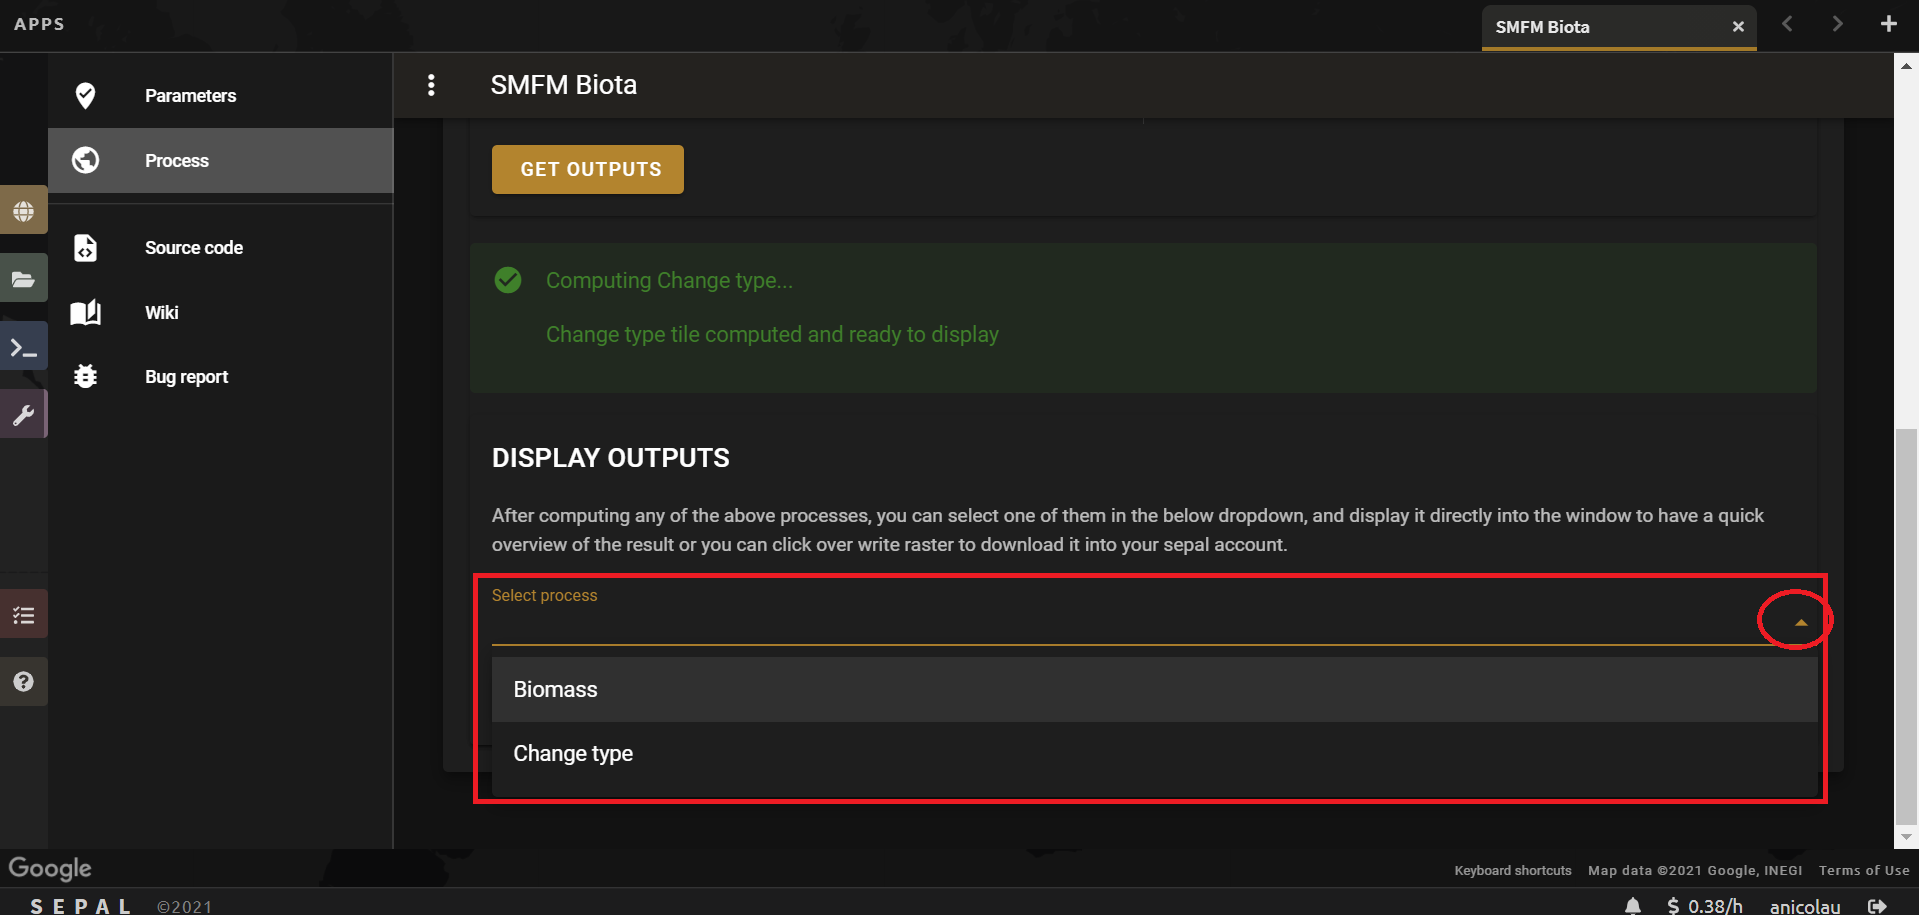 APPS
SMFM Biota
Parameters
Process
Source code
Wiki
Bug report
SMFM Biota
GET OUTPUTS
Computing Change type...
Change type tile computed and ready to display
DISPLAY OUTPUTS
After computing any of the above processes, you can select one of them in the below dropdown, and display it directly into the window to have a quick
overview of the result or you can click over write raster to download it into your sepal account.
Select process
Biomass
Change type
Google
Keyboard shortcuts Map data ©2021 Google, INEGI Terms of Use
SEPAL ©2021
$ 0.38/h anicolau